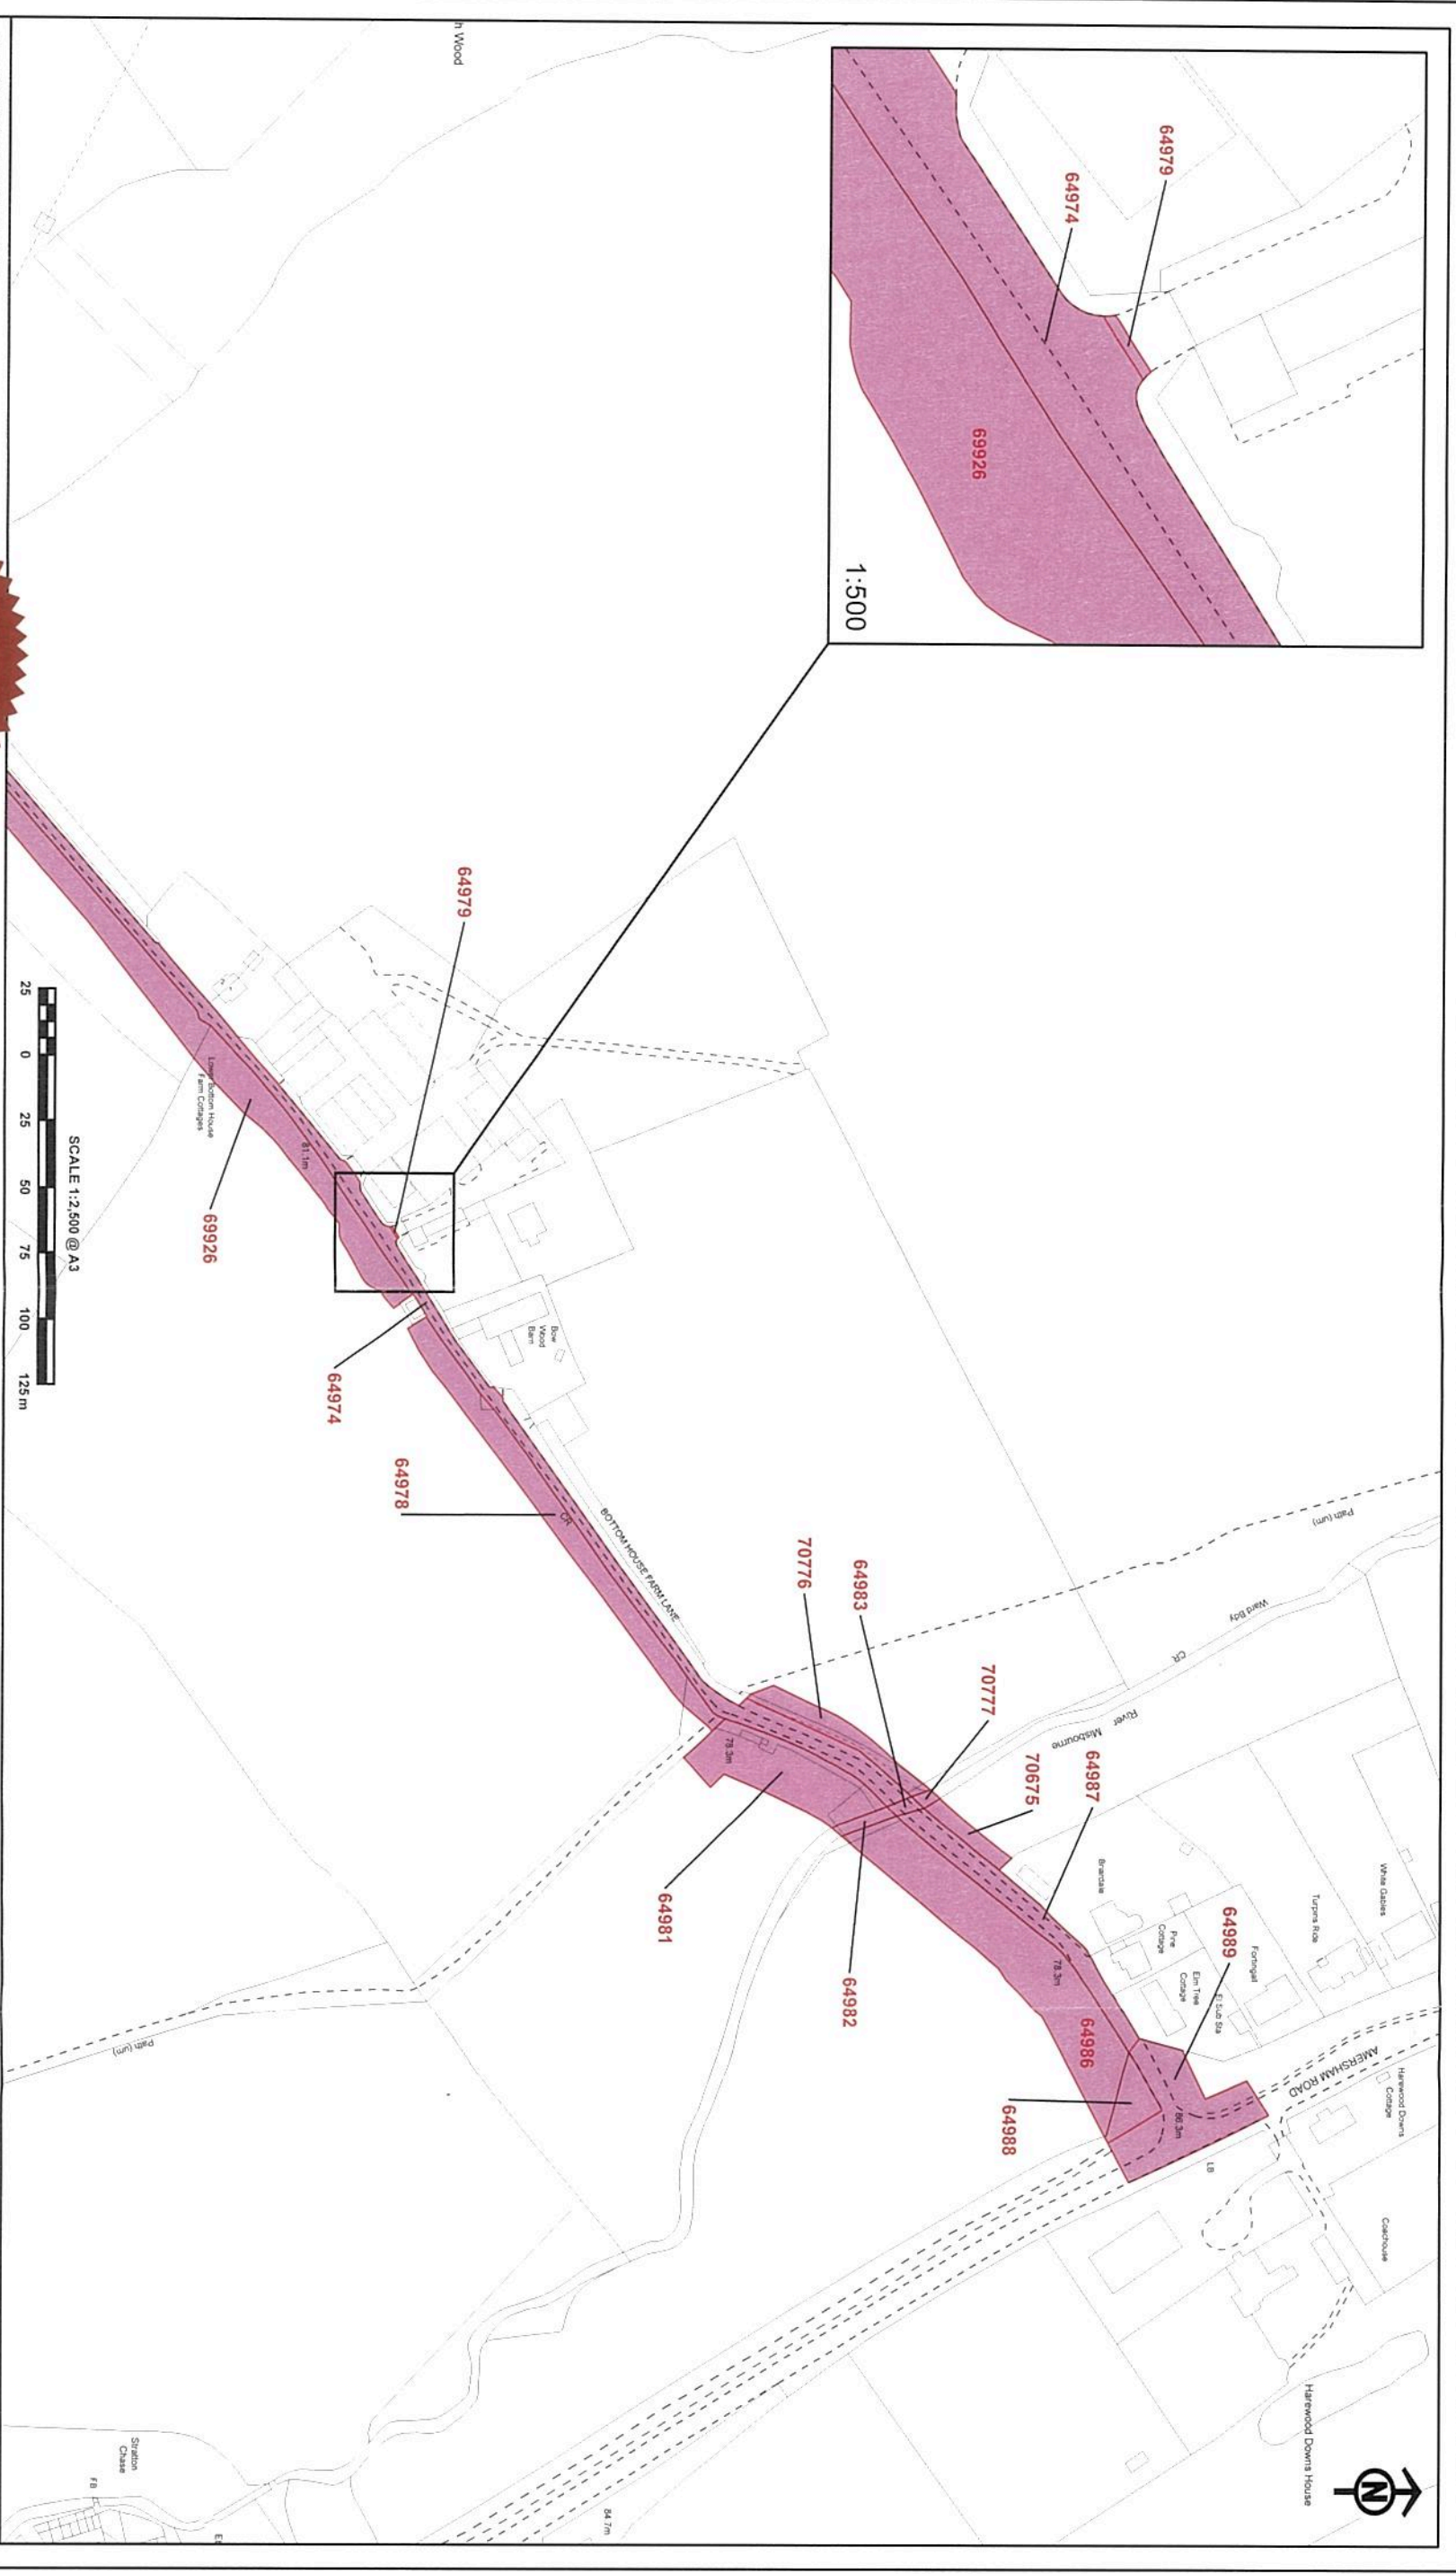 64979
64974
69926
1:500
h Wood
64979
Lower Bottom House
Farm Cottages
81.1m
69926
64974
Bow
Wood
Barn
64978
CR
BOTTOM HOUSE FARM LANE
70776
64983
70777
70675
64987
64989
Path (um)
Ward Bdy
CR
River Misbourne
White Gables
Turpins Ride
Fortingall
El Sub Sta
Elm Tree
Cottage
Pine
Cottage
Briardale
78.3m
78.3m
64981
64982
64986
64988
86.3m
AMERSHAM ROAD
Harewood Downs
Cottage
LB
Coachouse
Harewood Downs House
N
Path (um)
84.7m
Stratton
Chase
FB
SCALE 1:2,500 @ A3
25 0 25 50 75 100 125 m